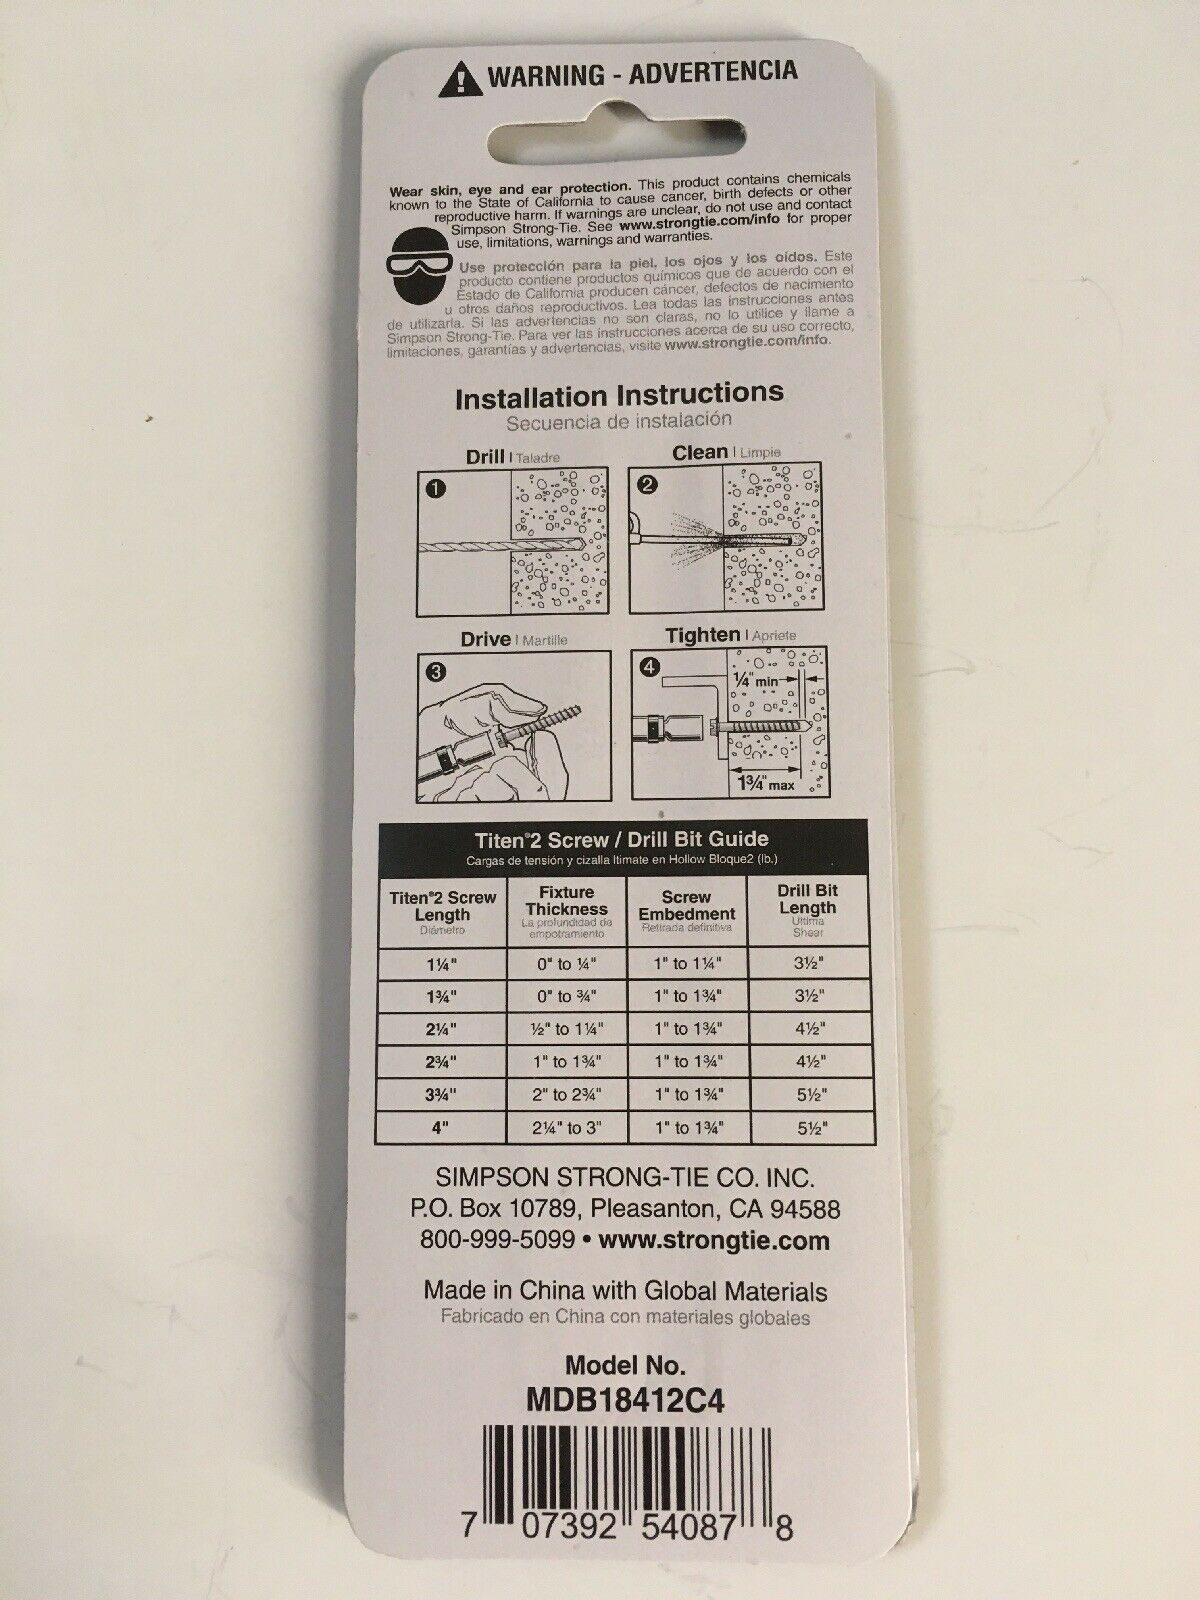 WARNING - ADVERTENCIA
Wear skin, eye and ear protection. This product contains chemicals
known to the State of California to cause cancer, birth defects or other
reproductive harm. If warnings are unclear, do not use and contact
Simpson Strong-Tie. See www.strongtie.com/info for proper
use, limitations, warnings and warranties.
Use protección para la piel, los ojos y los oídos. Este
producto contiene productos químicos que de acuerdo con el
Estado de California producen cáncer, defectos de nacimiento
u otros daños reproductivos. Lea todas las instrucciones antes
de utilizarla. Si las advertencias no son claras, no lo utilice y llame a
Simpson Strong-Tie. Para ver las instrucciones acerca de su uso correcto,
limitaciones, garantías y advertencias, visite www.strongtie.com/info.
Installation Instructions
Secuencia de instalación
Drill | Taladre
1
Clean | Limpie
2
Drive | Martille
3
Tighten | Apriete
4
1/4" min
1 3/4" max
Titen®2 Screw / Drill Bit Guide
Cargas de tensión y cizalla ltimate en Hollow Bloque2 (lb.)
Titen®2 Screw Length Diámetro | Fixture Thickness La profundidad de empotramiento | Screw Embedment Retirada definitiva | Drill Bit Length Ultima Shear
1¼" 0" to ¼" 1" to 1¼" 3½"
1¾" 0" to ¾" 1" to 1¾" 3½"
2¼" ½" to 1¼" 1" to 1¾" 4½"
2¾" 1" to 1¾" 1" to 1¾" 4½"
3¾" 2" to 2¾" 1" to 1¾" 5½"
4" 2¼" to 3" 1" to 1¾" 5½"
SIMPSON STRONG-TIE CO. INC.
P.O. Box 10789, Pleasanton, CA 94588
800-999-5099 • www.strongtie.com
Made in China with Global Materials
Fabricado en China con materiales globales
Model No.
MDB18412C4
7 07392 54087 8